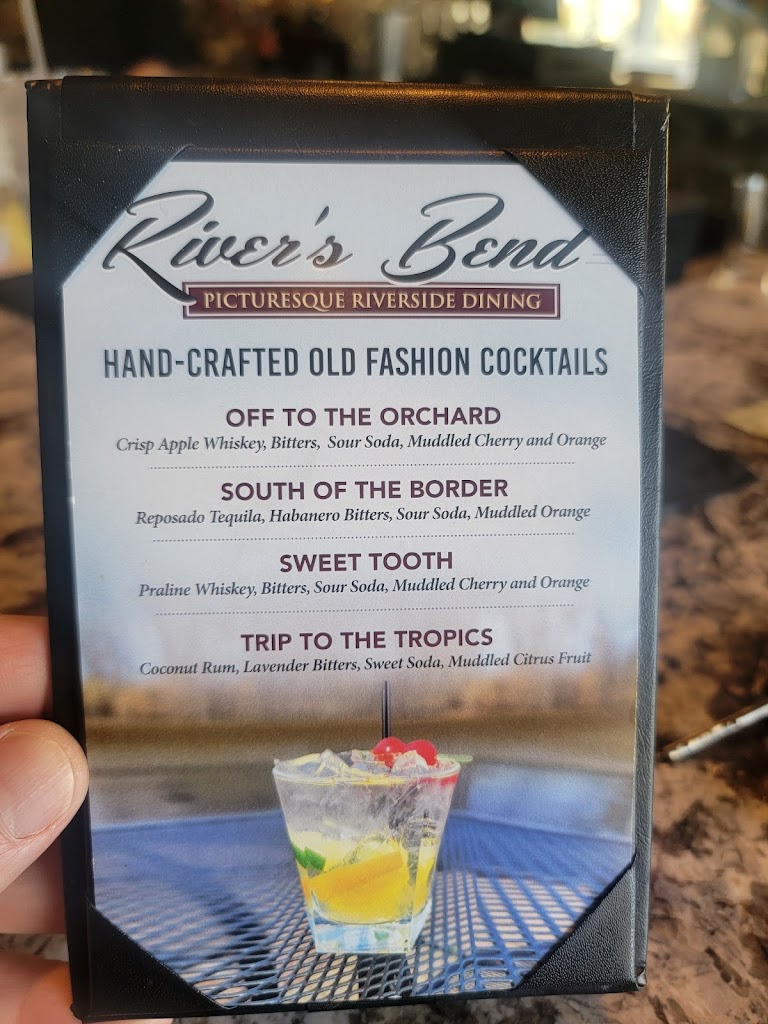 River's Bend
PICTURESQUE RIVERSIDE DINING
HAND-CRAFTED OLD FASHION COCKTAILS
OFF TO THE ORCHARD
Crisp Apple Whiskey, Bitters, Sour Soda, Muddled Cherry and Orange
SOUTH OF THE BORDER
Reposado Tequila, Habanero Bitters, Sour Soda, Muddled Orange
SWEET TOOTH
Praline Whiskey, Bitters, Sour Soda, Muddled Cherry and Orange
TRIP TO THE TROPICS
Coconut Rum, Lavender Bitters, Sweet Soda, Muddled Citrus Fruit